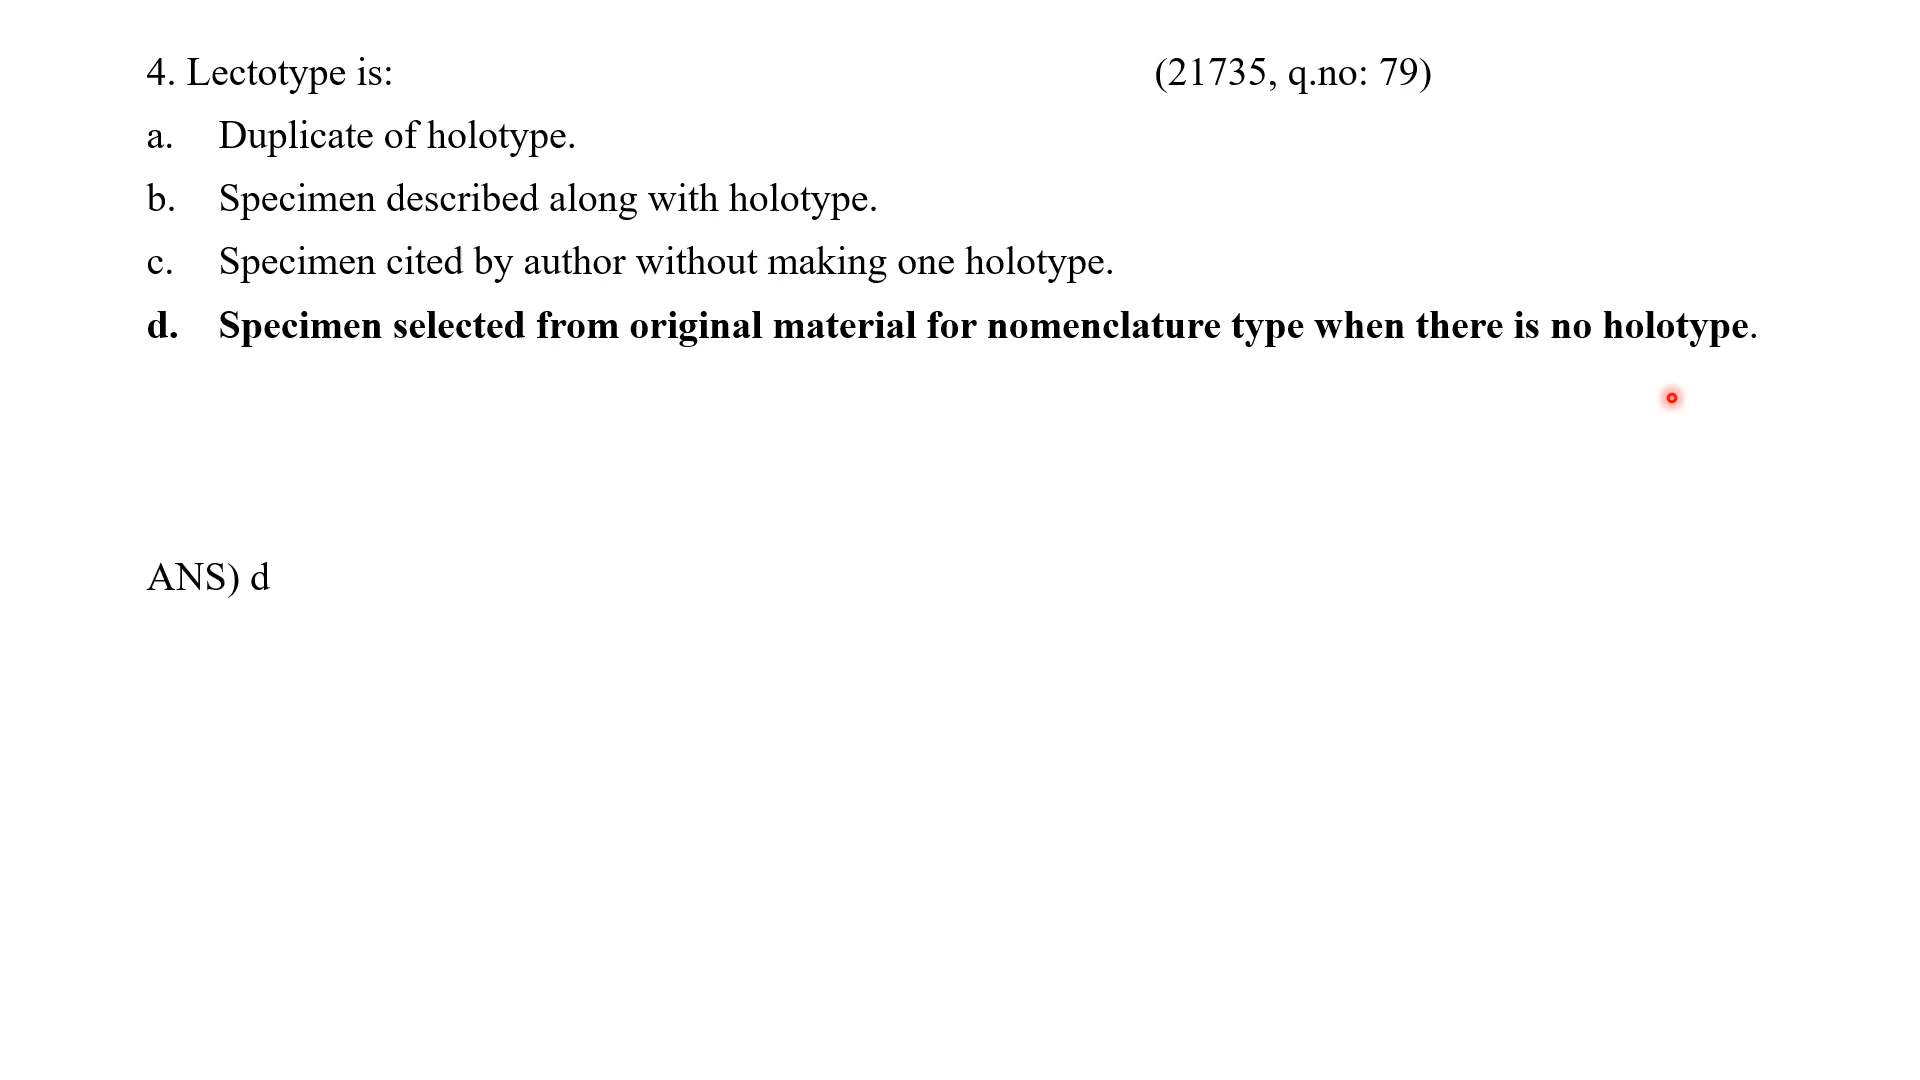 4. Lectotype is: (21735, q.no: 79)
a. Duplicate of holotype.
b. Specimen described along with holotype.
c. Specimen cited by author without making one holotype.
d. Specimen selected from original material for nomenclature type when there is no holotype.
ANS) d